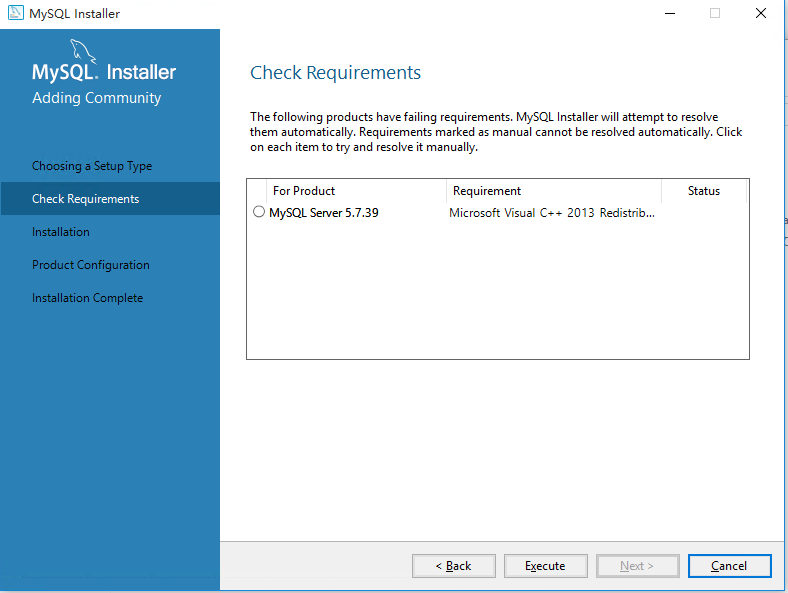 MySQL Installer
MySQL. Installer
Adding Community
Choosing a Setup Type
Check Requirements
Installation
Product Configuration
Installation Complete
Check Requirements
The following products have failing requirements. MySQL Installer will attempt to resolve
them automatically. Requirements marked as manual cannot be resolved automatically. Click
on each item to try and resolve it manually.
For Product Requirement Status
MySQL Server 5.7.39 Microsoft Visual C++ 2013 Redistrib...
< Back Execute Next > Cancel